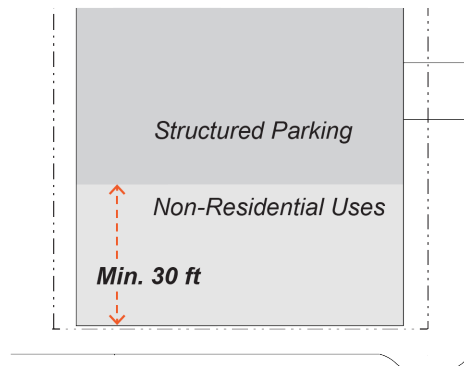 Structured Parking
Non-Residential Uses
Min. 30 ft